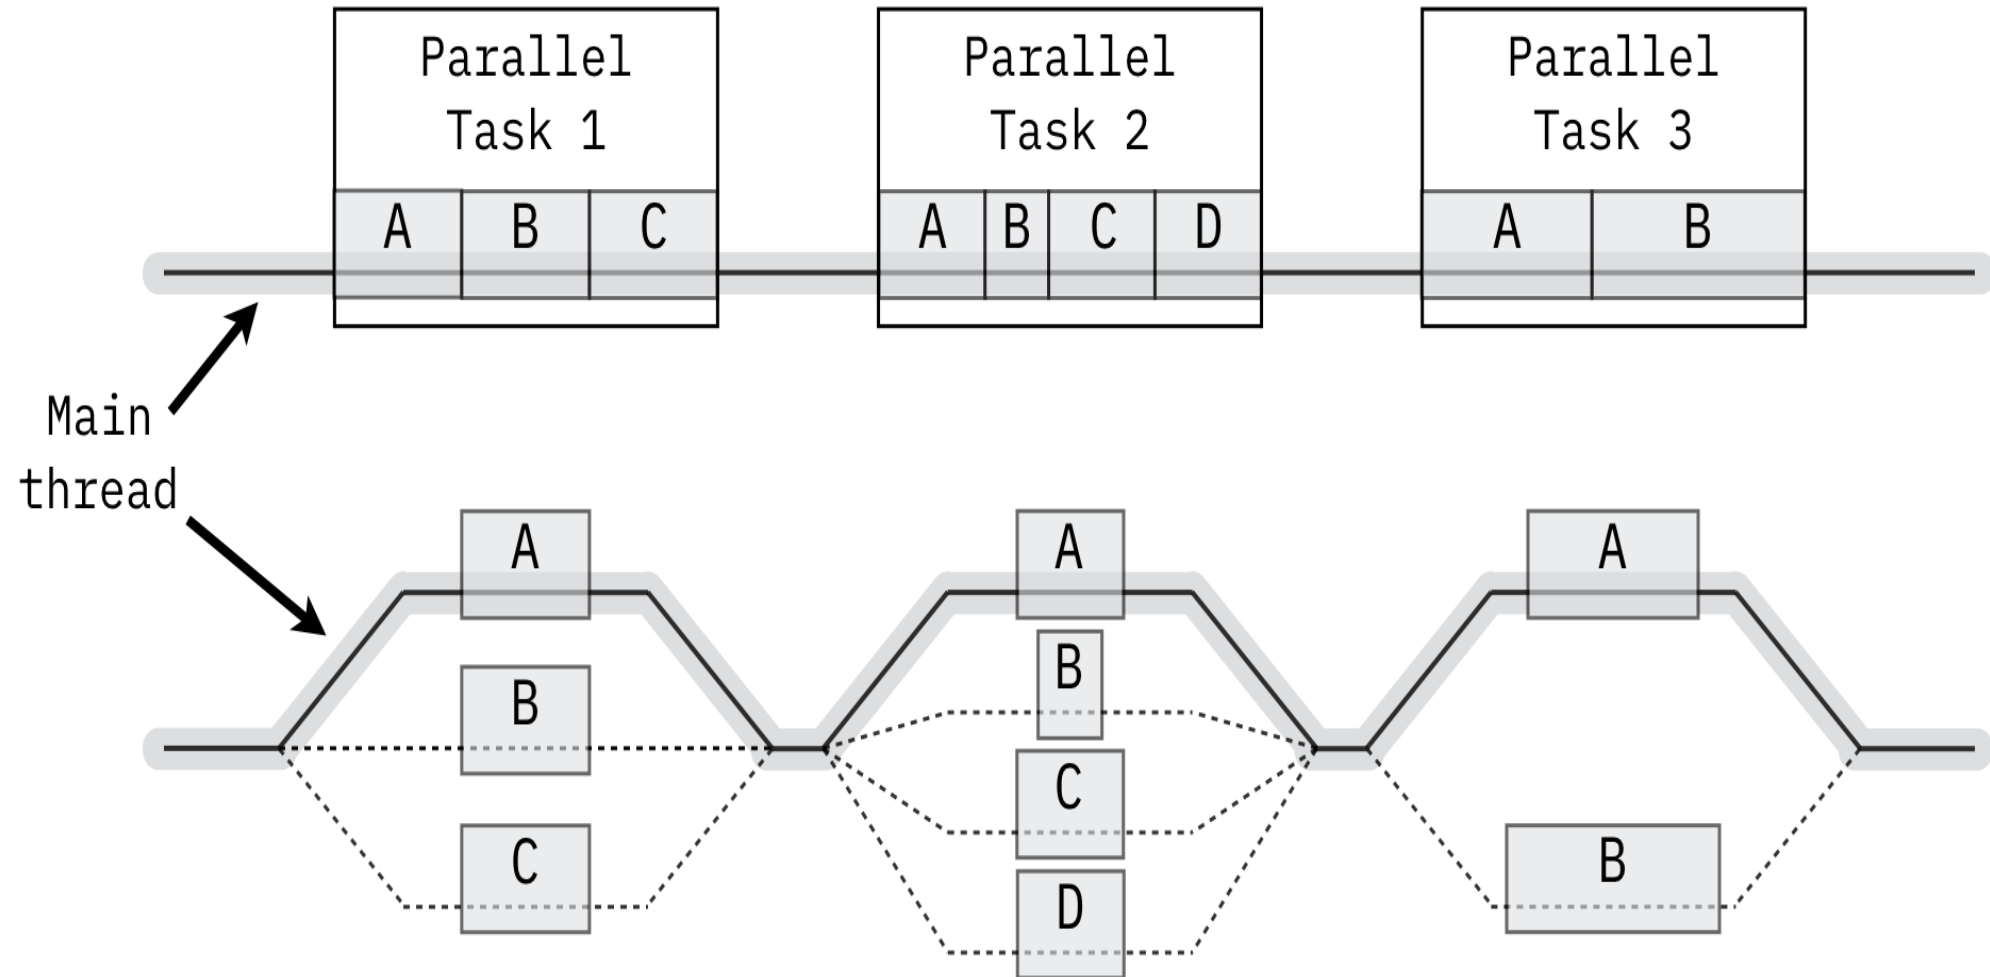 Parallel
Task 1
Parallel
Task 2
Parallel
Task 3
A B C
A B C D
A B
Main
thread
A
A
A
B
B
C
C
B
D